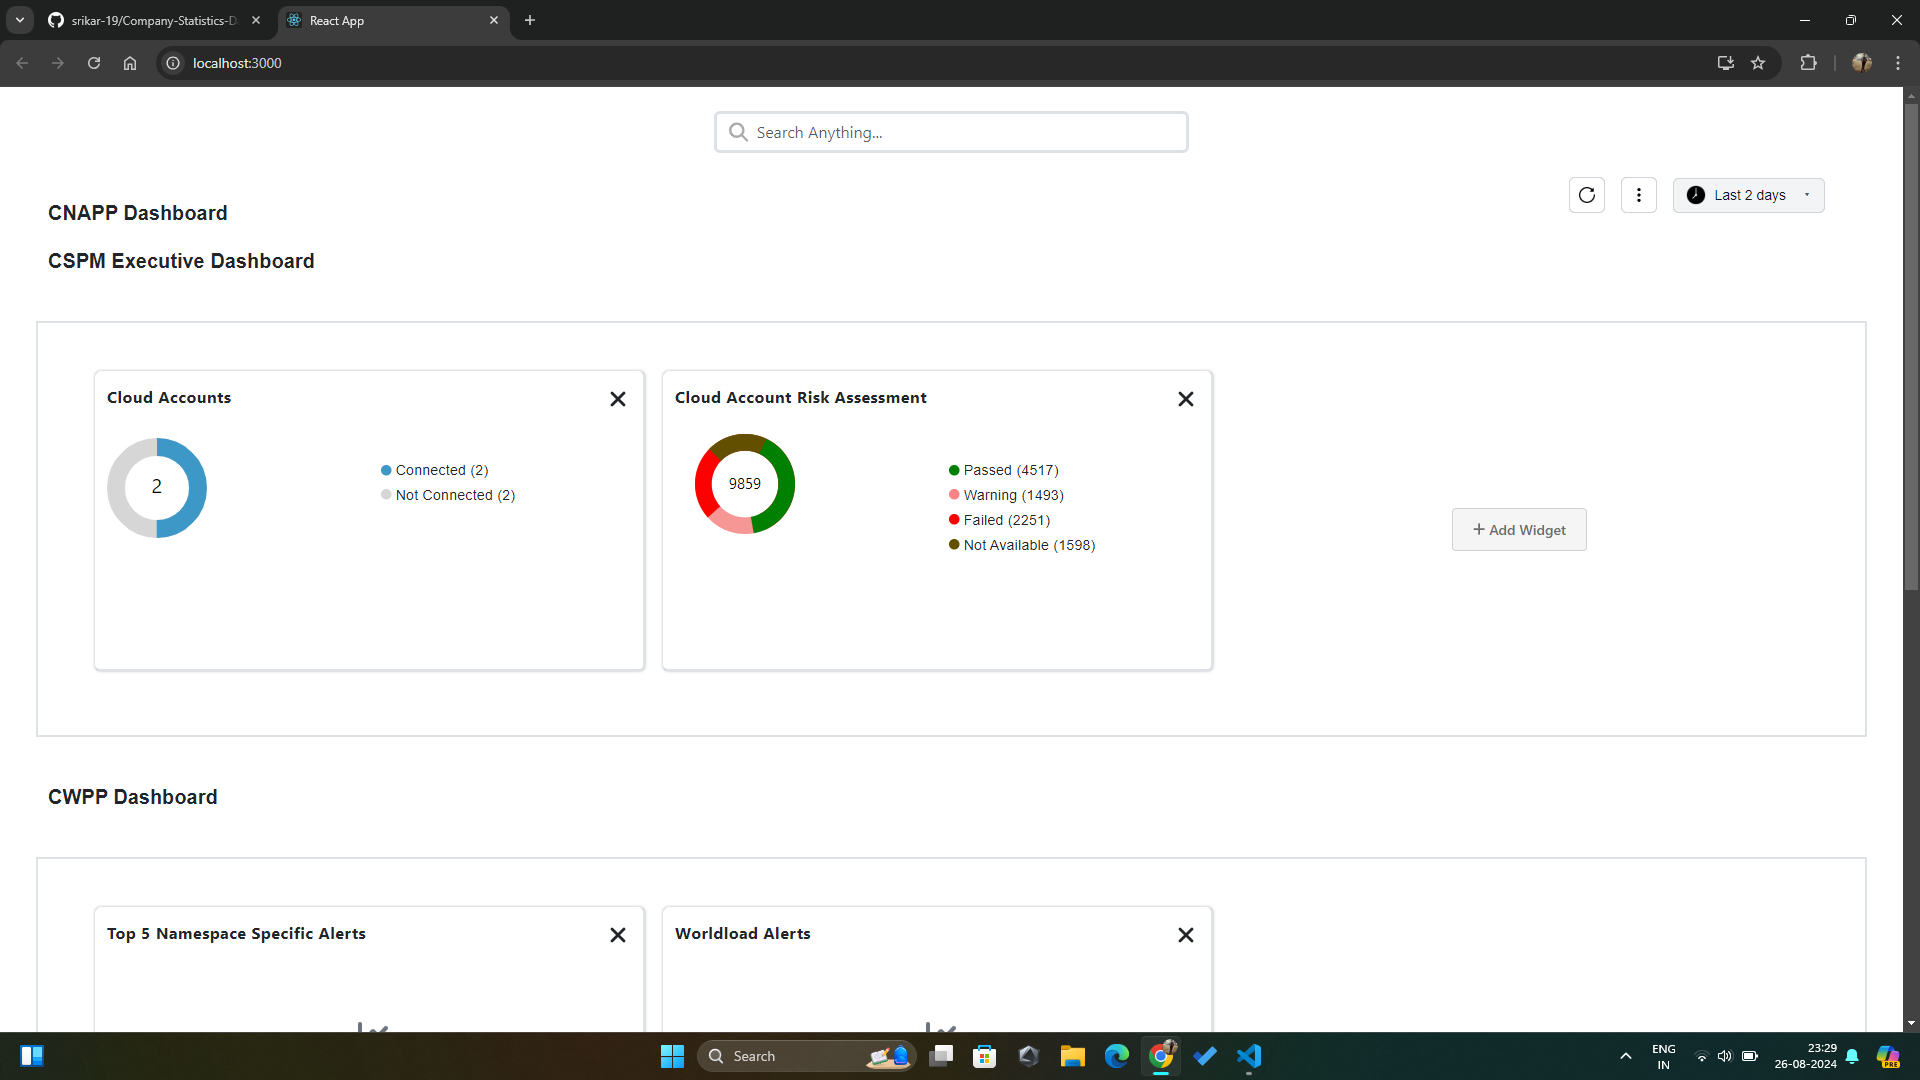 srikar-19/Company-Statistics-D
React App
localhost:3000
Search Anything...
CNAPP Dashboard
Last 2 days
CSPM Executive Dashboard
Cloud Accounts
2
Connected (2)
Not Connected (2)
Cloud Account Risk Assessment
9859
Passed (4517)
Warning (1493)
Failed (2251)
Not Available (1598)
+ Add Widget
CWPP Dashboard
Top 5 Namespace Specific Alerts
Worldload Alerts
Search
ENG
IN
23:29
26-08-2024
PRE